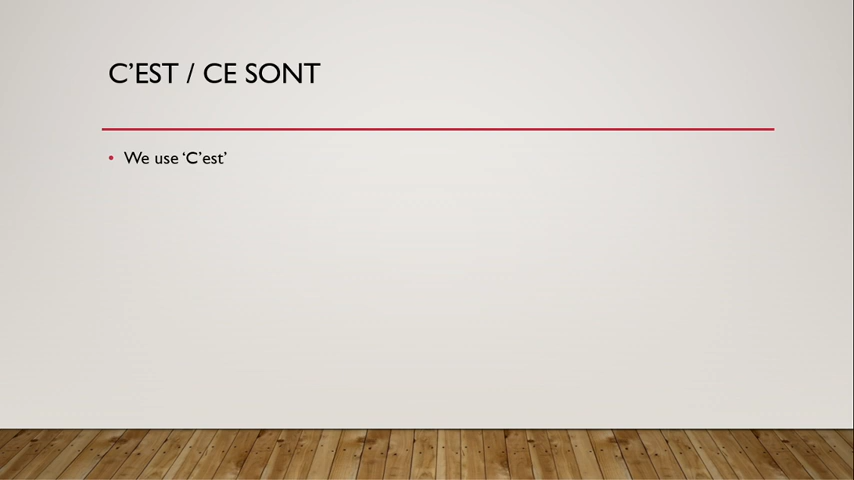 C’EST / CE SONT
• We use ‘C’est’